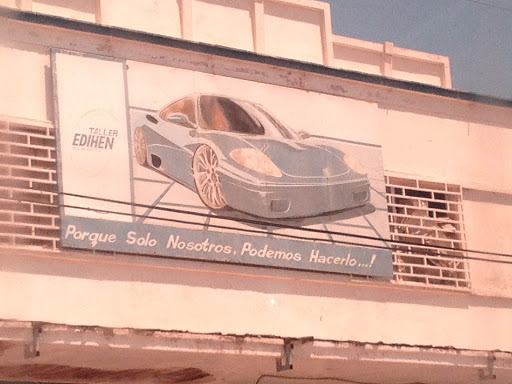 TALLER
EDIHEN
Porque Solo Nosotros, Podemos Hacerlo...!